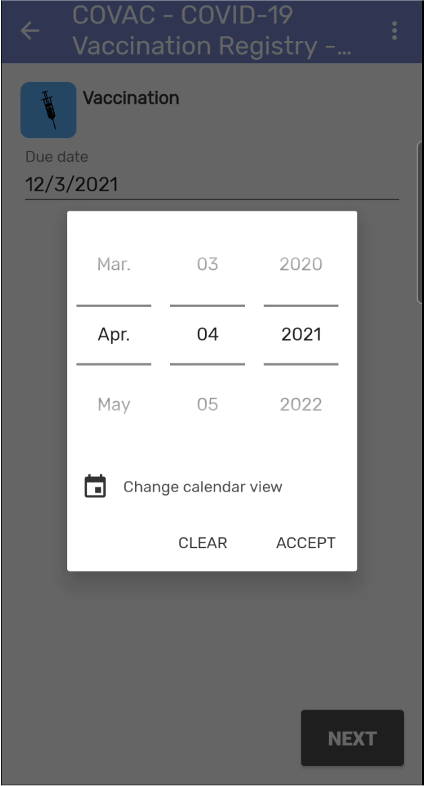 COVAC - COVID-19
Vaccination Registry -...
Vaccination
Due date
12/3/2021
Mar. 03 2020
Apr. 04 2021
May 05 2022
Change calendar view
CLEAR ACCEPT
NEXT